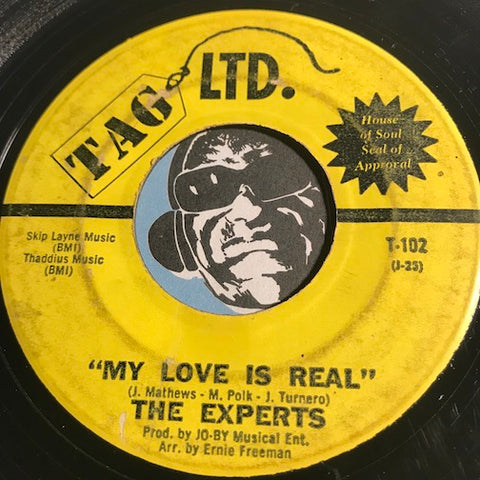 TAG LTD.
House
of Soul
Seal of
Approval
Skip Layne Music
(BMI)
Thaddius Music
(BMI)
T-102
(J-25)
"MY LOVE IS REAL"
(J. Mathews - M. Polk - J. Turnero)
THE EXPERTS
Prod. by JO-BY Musical Ent.
Arr. by Ernie Freeman